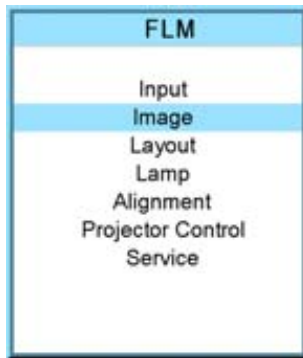 FLM
Input
Image
Layout
Lamp
Alignment
Projector Control
Service